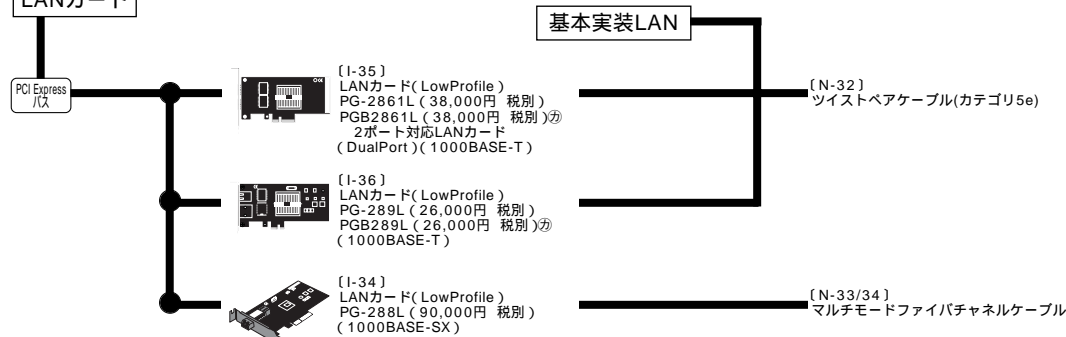 LANカード
基本実装LAN
PCI Express
バス
〔I-35〕
LANカード(LowProfile)
PG-2861L(38,000円 税別)
PGB2861L(38,000円 税別)㋕
2ポート対応LANカード
(DualPort)(1000BASE-T)
〔N-32〕
ツイストペアケーブル(カテゴリ5e)
〔I-36〕
LANカード(LowProfile)
PG-289L(26,000円 税別)
PGB289L(26,000円 税別)㋕
(1000BASE-T)
〔I-34〕
LANカード(LowProfile)
PG-288L(90,000円 税別)
(1000BASE-SX)
〔N-33/34〕
マルチモードファイバチャネルケーブル